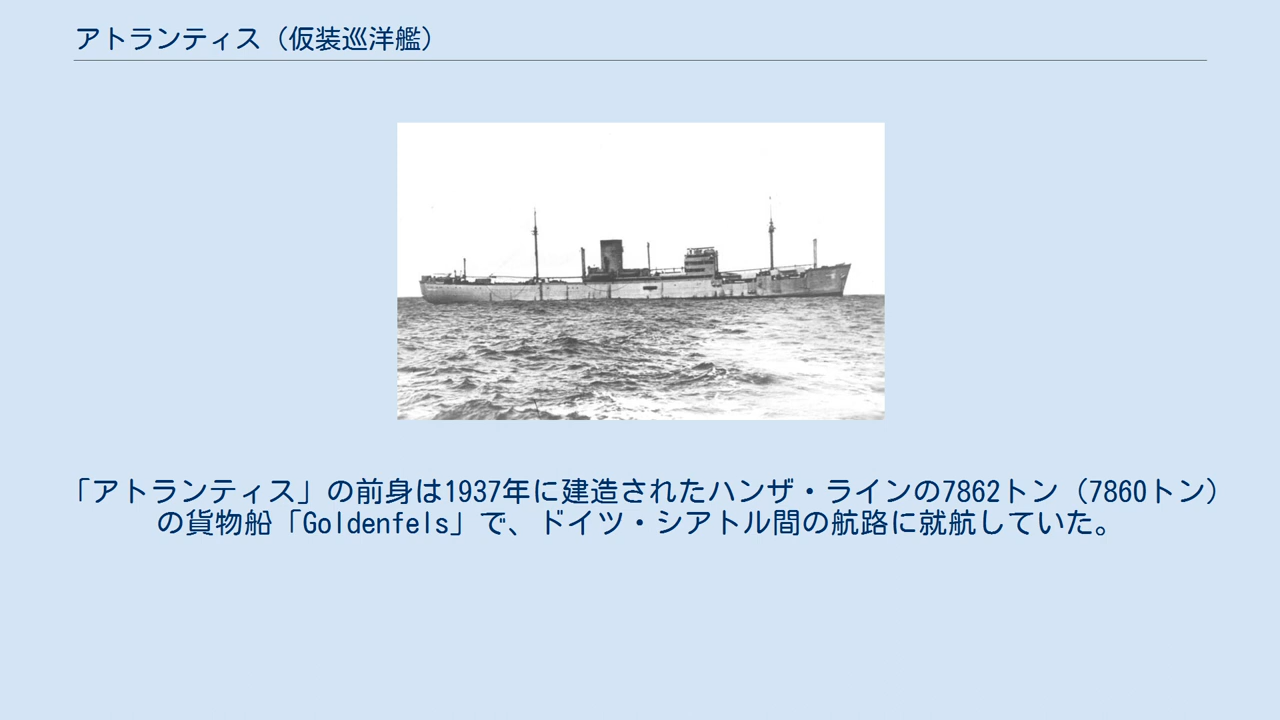 アトランティス（仮装巡洋艦）
「アトランティス」の前身は1937年に建造されたハンザ・ラインの7862トン（7860トン）
の貨物船「Goldenfels」で、ドイツ・シアトル間の航路に就航していた。